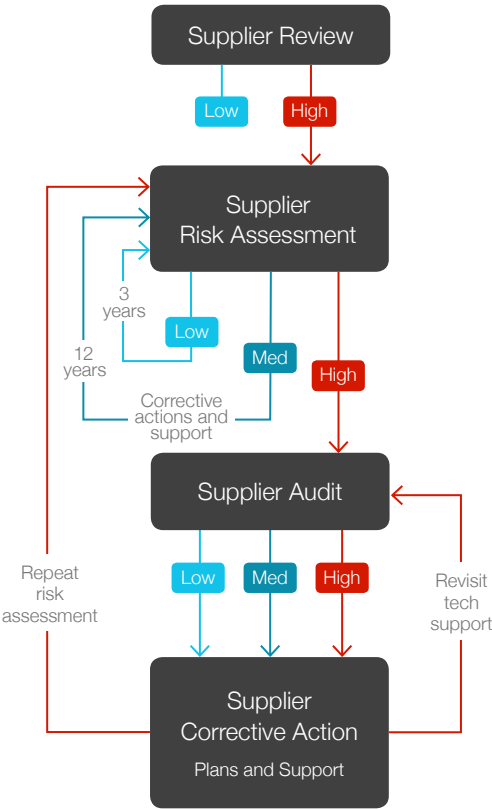 Supplier Review
Low
High
Supplier
Risk Assessment
3
years
Low
12
years
Med
High
Corrective
actions and
support
Supplier Audit
Low
Med
High
Repeat
risk
assessment
Revisit
tech
support
Supplier
Corrective Action
Plans and Support